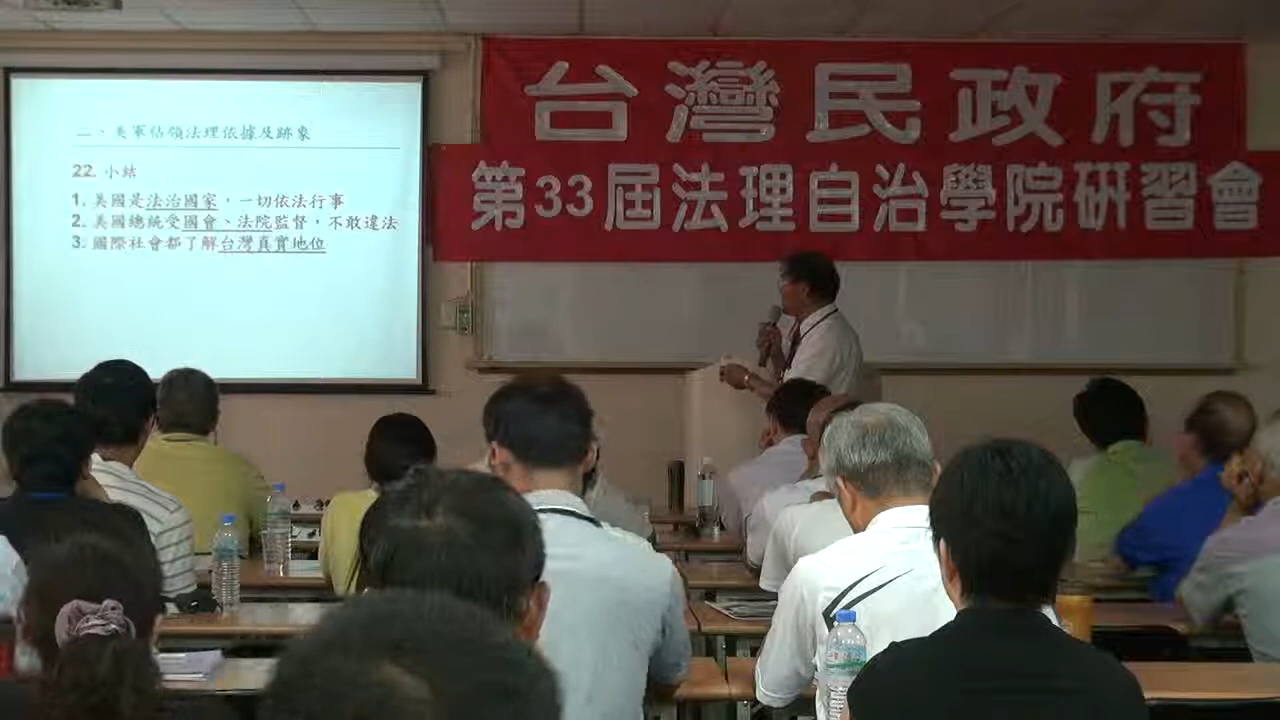 二、美軍佔領法理依據及跡象
22. 小結
1. 美國是法治國家，一切依法行事
2. 美國總統受國會、法院監督，不敢違法
3. 國際社會都了解台灣真實地位
台灣民政府
第33屆法理自治學院研習會